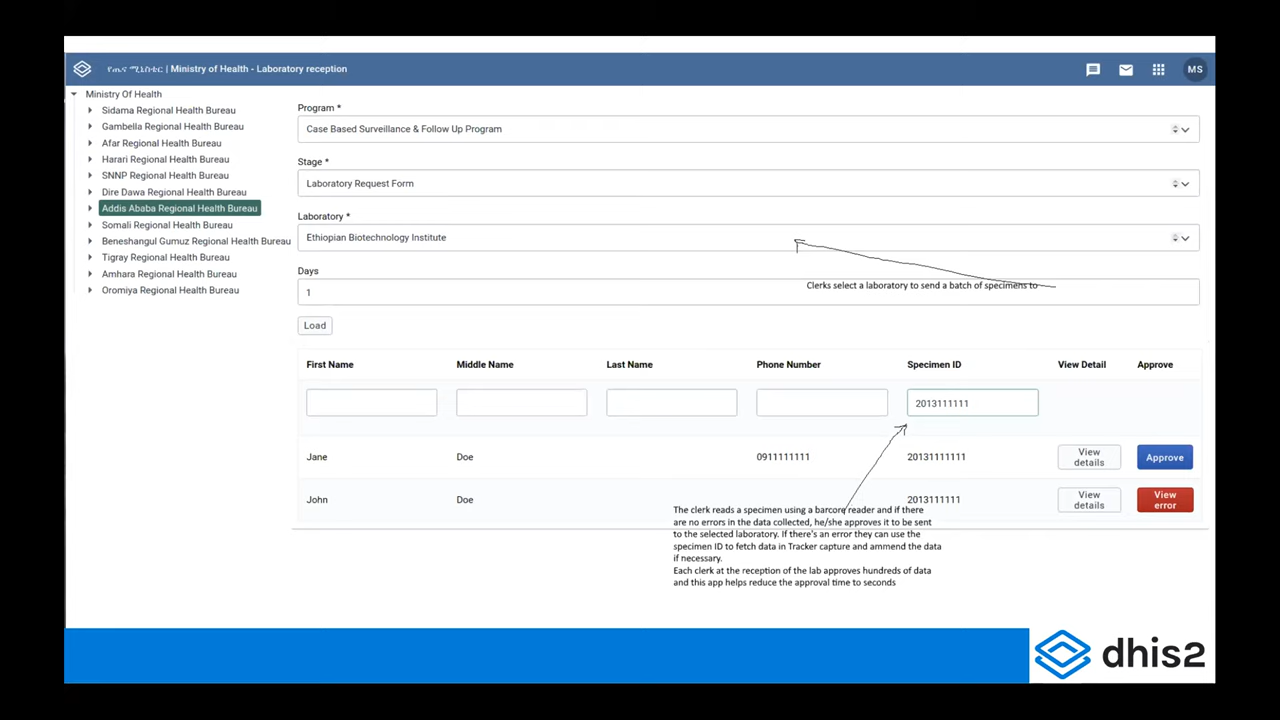 የጤና ሚኒስቴር | Ministry of Health - Laboratory reception
MS
Ministry Of Health
Sidama Regional Health Bureau
Gambella Regional Health Bureau
Afar Regional Health Bureau
Harari Regional Health Bureau
SNNP Regional Health Bureau
Dire Dawa Regional Health Bureau
Addis Ababa Regional Health Bureau
Somali Regional Health Bureau
Beneshangul Gumuz Regional Health Bureau
Tigray Regional Health Bureau
Amhara Regional Health Bureau
Oromiya Regional Health Bureau
Program *
Case Based Surveillance & Follow Up Program
Stage *
Laboratory Request Form
Laboratory *
Ethiopian Biotechnology Institute
Days
1
Clerks select a laboratory to send a batch of specimens to
Load
First Name Middle Name Last Name Phone Number Specimen ID View Detail Approve
2013111111
Jane Doe 0911111111 20131111111 View details Approve
John Doe 2013111111 View details View error
The clerk reads a specimen using a barcore reader and if there
are no errors in the data collected, he/she approves it to be sent
to the selected laboratory. If there's an error they can use the
specimen ID to fetch data in Tracker capture and ammend the data
if necessary.
Each clerk at the reception of the lab approves hundreds of data
and this app helps reduce the approval time to seconds
dhis2